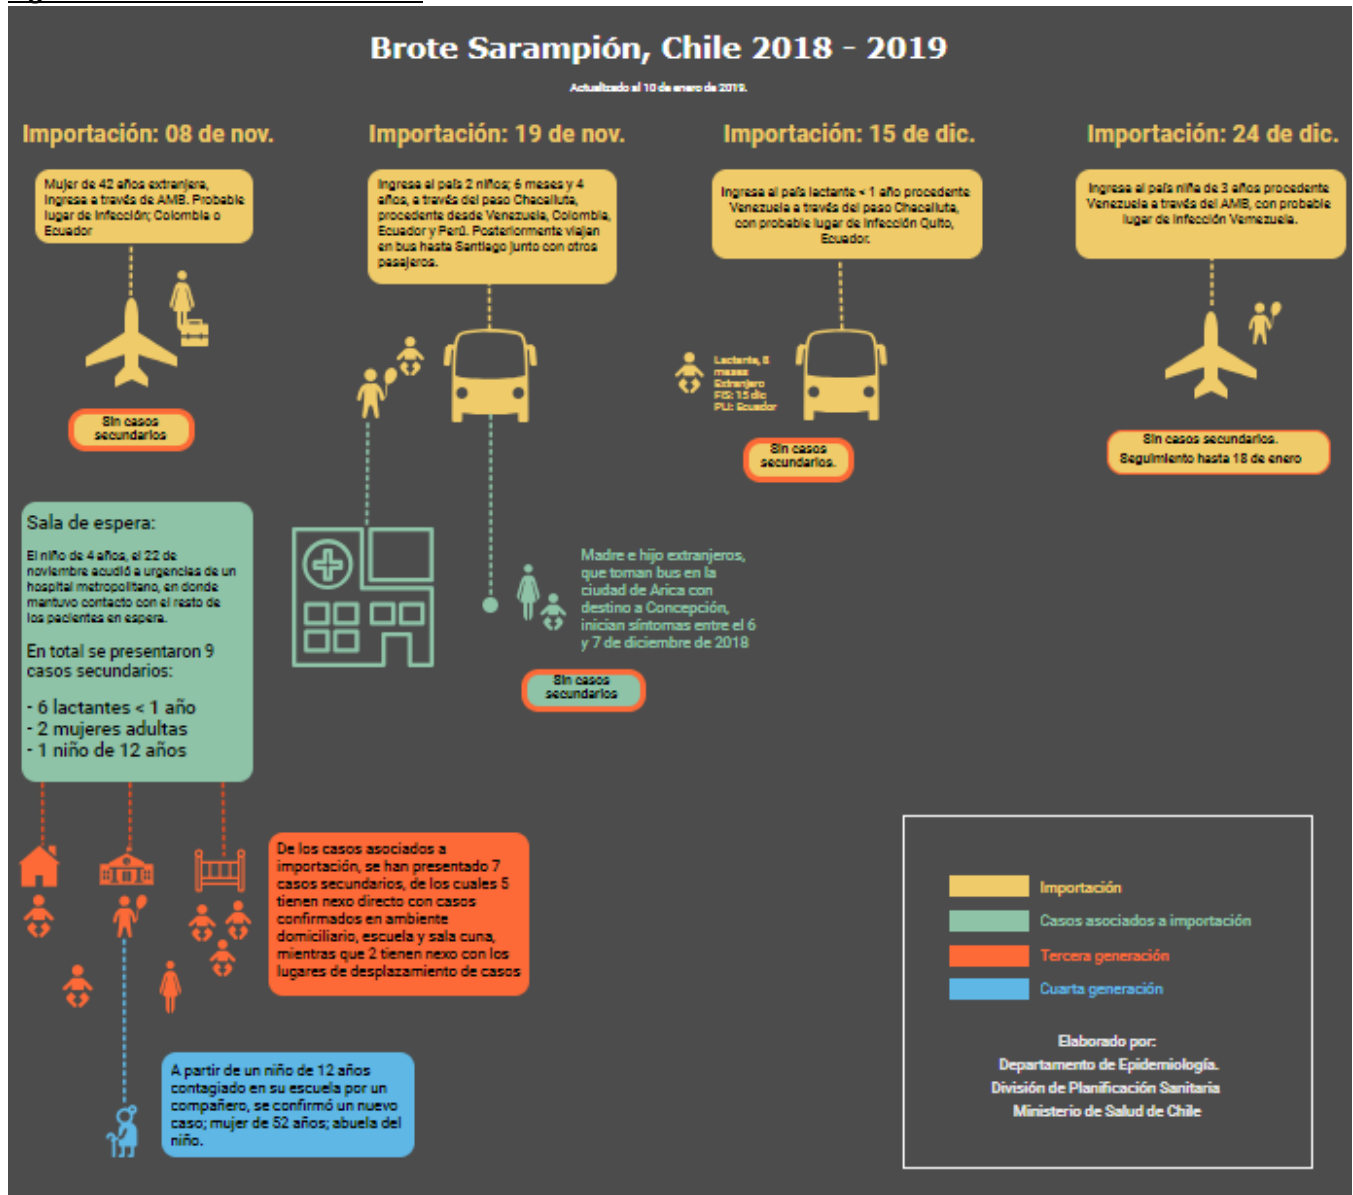 Brote Sarampión, Chile 2018 - 2019
Actualizado al 10 de enero de 2019.
Importación: 08 de nov.
Mujer de 42 años extranjera,
ingresa a través de AMB. Probable
lugar de infección; Colombia o
Ecuador
Sin casos
secundarios
Importación: 19 de nov.
Ingresa al país 2 niños; 6 meses y 4
años, a través del paso Chacalluta,
procedente desde Venezuela, Colombia,
Ecuador y Perú. Posteriormente viajan
en bus hasta Santiago junto con otros
pasajeros.
Importación: 15 de dic.
Ingresa al país lactante < 1 año procedente
Venezuela a través del paso Chacalluta,
con probable lugar de infección Quito,
Ecuador.
Lactante, 8
meses
Extranjero
FIS: 15 dic
PLI: Ecuador
Sin casos
secundarios.
Importación: 24 de dic.
Ingresa al país niña de 3 años procedente
Venezuela a través del AMB, con probable
lugar de infección Vernezuela.
Sin casos secundarios.
Seguimiento hasta 18 de enero
Sala de espera:
El niño de 4 años, el 22 de
noviembre acudió a urgencias de un
hospital metropolitano, en donde
mantuvo contacto con el resto de
los pacientes en espera.
En total se presentaron 9
casos secundarios:
- 6 lactantes < 1 año
- 2 mujeres adultas
- 1 niño de 12 años
Madre e hijo extranjeros,
que toman bus en la
ciudad de Arica con
destino a Concepción,
inician síntomas entre el 6
y 7 de diciembre de 2018
Sin casos
secundarios
De los casos asociados a
importación, se han presentado 7
casos secundarios, de los cuales 5
tienen nexo directo con casos
confirmados en ambiente
domiciliario, escuela y sala cuna,
mientras que 2 tienen nexo con los
lugares de desplazamiento de casos
A partir de un niño de 12 años
contagiado en su escuela por un
compañero, se confirmó un nuevo
caso; mujer de 52 años; abuela del
niño.
Importación
Casos asociados a importación
Tercera generación
Cuarta generación
Elaborado por:
Departamento de Epidemiología.
División de Planificación Sanitaria
Ministerio de Salud de Chile